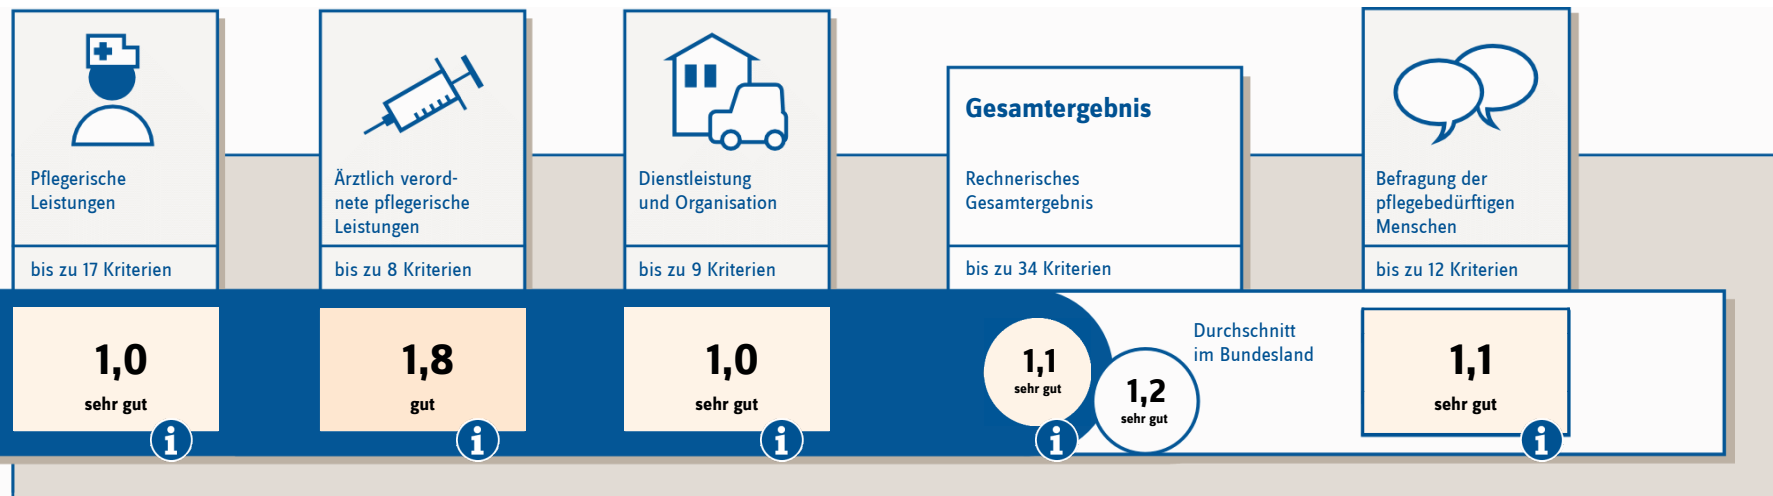 Pflegerische
Leistungen
bis zu 17 Kriterien
1,0
sehr gut
i
Ärztlich verord-
nete pflegerische
Leistungen
bis zu 8 Kriterien
1,8
gut
i
Dienstleistung
und Organisation
bis zu 9 Kriterien
1,0
sehr gut
i
Gesamtergebnis
Rechnerisches
Gesamtergebnis
bis zu 34 Kriterien
1,1
sehr gut
i
1,2
sehr gut
Durchschnitt
im Bundesland
Befragung der
pflegebedürftigen
Menschen
bis zu 12 Kriterien
1,1
sehr gut
i